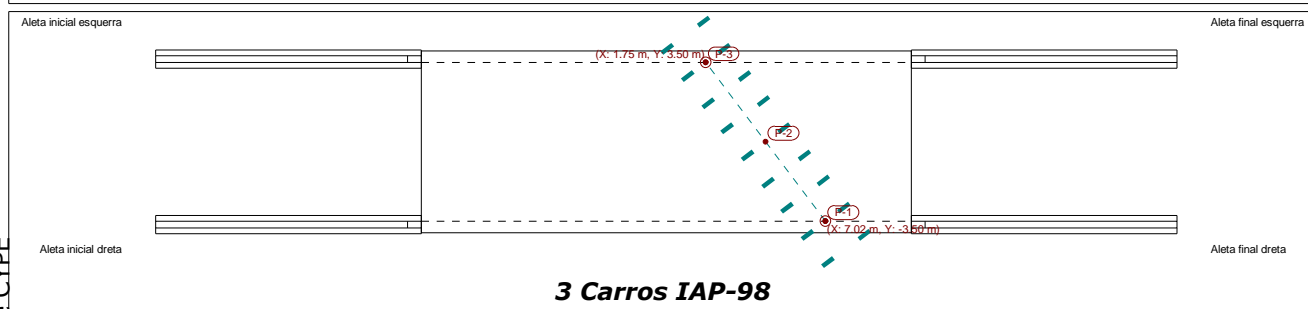 Aleta inicial esquerra
Aleta final esquerra
(X: 1.75 m, Y: 3.50 m)
P-3
P-2
P-1
(X: 7.02 m, Y: -3.50 m)
Aleta inicial dreta
Aleta final dreta
CYPE
3 Carros IAP-98